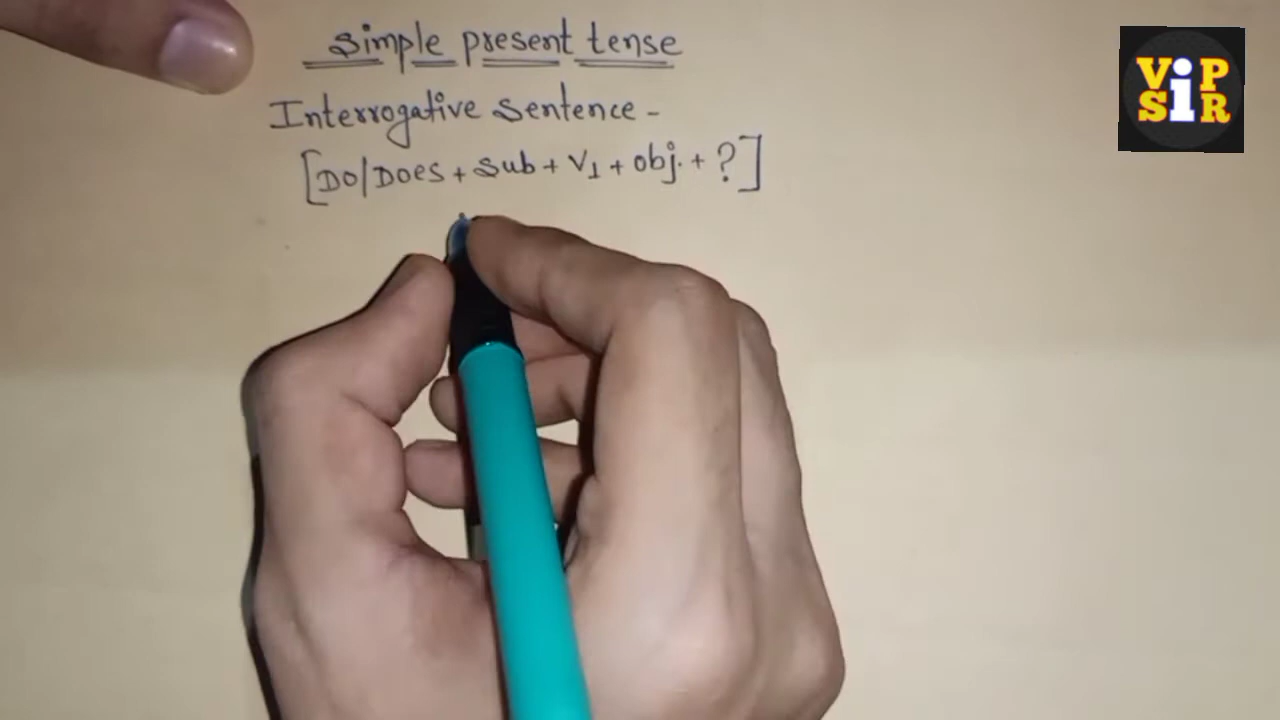 Simple present tense
Interrogative Sentence -
[DO/DOES + Sub + V1 + obj. + ?]
ViP
SiR